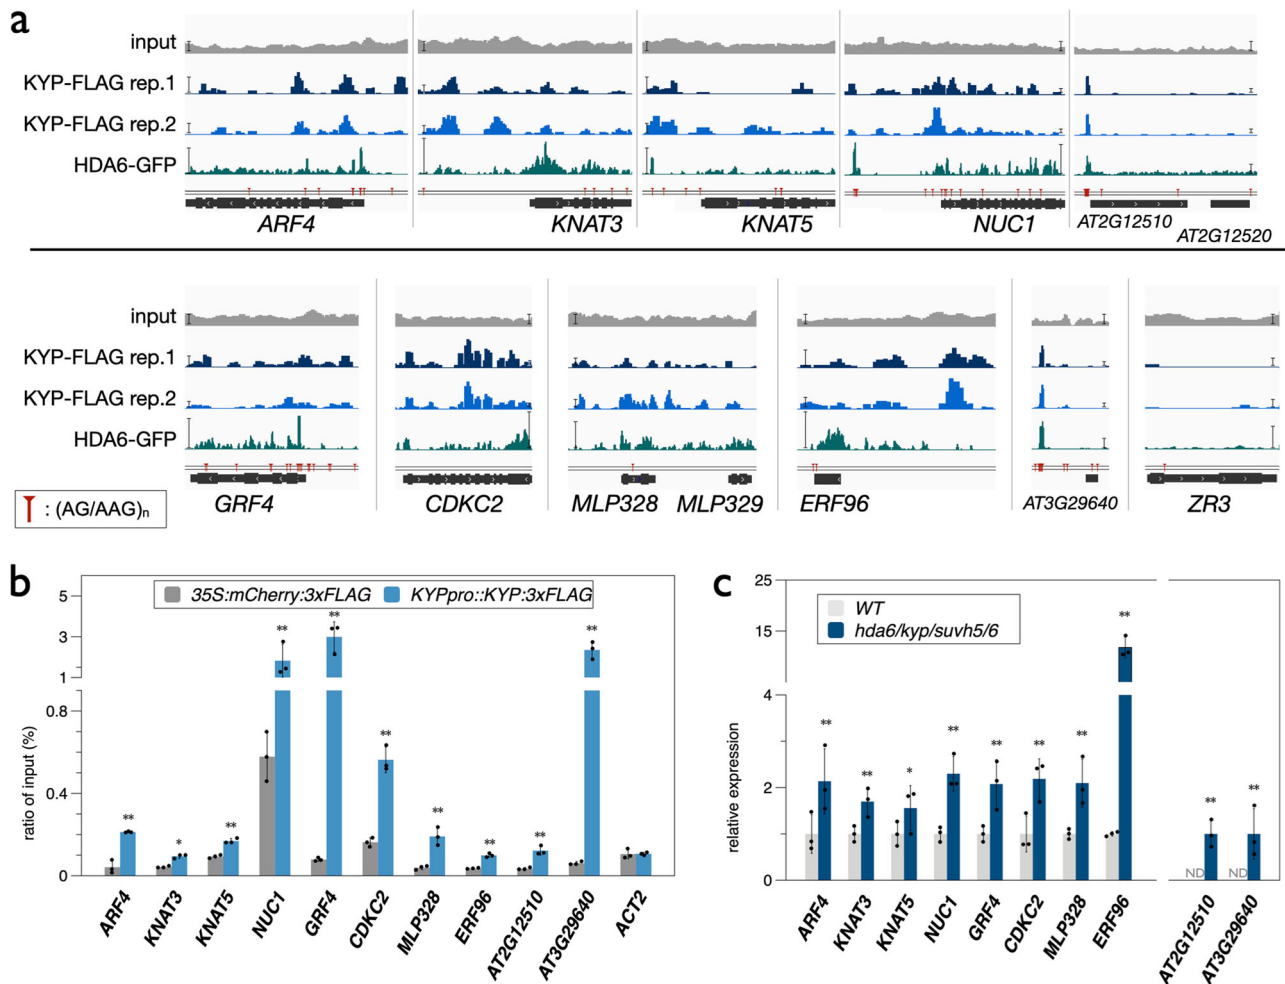 a
input
KYP-FLAG rep.1
KYP-FLAG rep.2
HDA6-GFP
ARF4 KNAT3 KNAT5 NUC1 AT2G12510 AT2G12520
input
KYP-FLAG rep.1
KYP-FLAG rep.2
HDA6-GFP
GRF4 CDKC2 MLP328 MLP329 ERF96 AT3G29640 ZR3
: (AG/AAG)n
b
35S:mCherry:3xFLAG KYPpro::KYP:3xFLAG
ratio of input (%)
5
3
1
0.8
0.4
0
** * ** ** ** ** ** ** ** **
ARF4 KNAT3 KNAT5 NUC1 GRF4 CDKC2 MLP328 ERF96 AT2G12510 AT3G29640 ACT2
c
WT
hda6/kyp/suvh5/6
relative expression
25
15
4
2
0
** ** * ** ** ** ** ** ** **
ND ND
ARF4 KNAT3 KNAT5 NUC1 GRF4 CDKC2 MLP328 ERF96 AT2G12510 AT3G29640